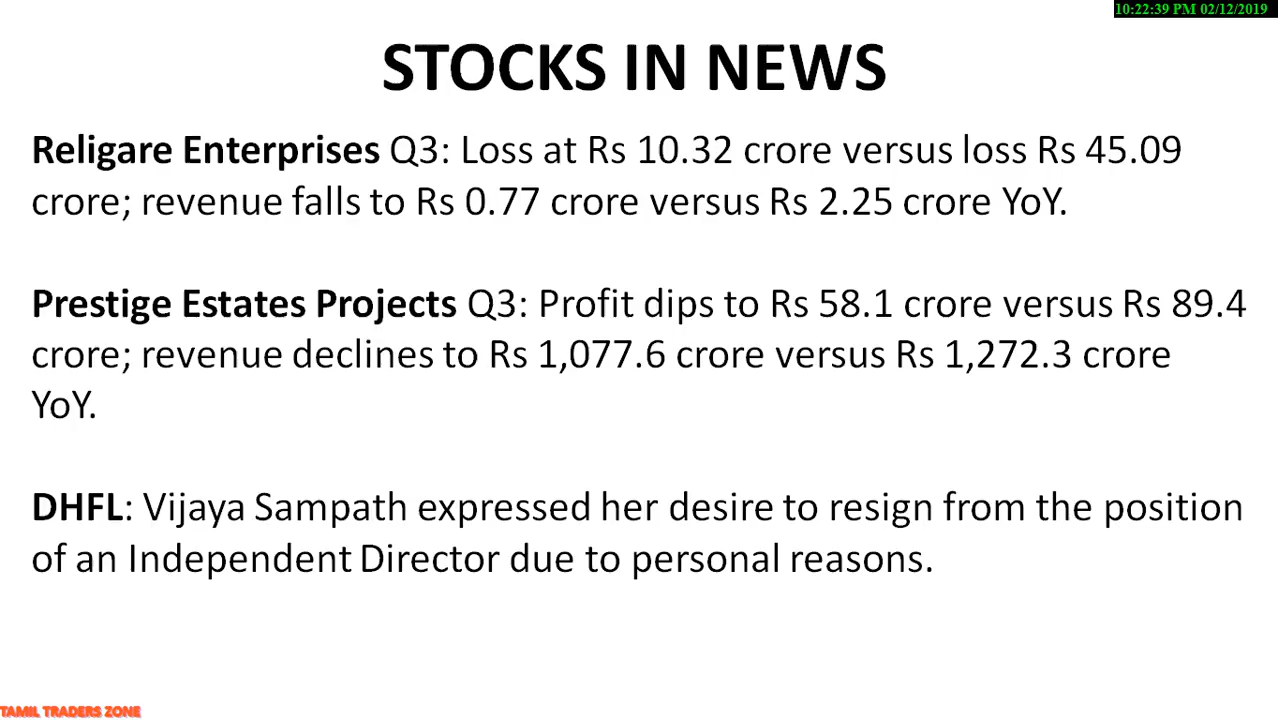 10:22:39 PM 02/12/2019
STOCKS IN NEWS
Religare Enterprises Q3: Loss at Rs 10.32 crore versus loss Rs 45.09
crore; revenue falls to Rs 0.77 crore versus Rs 2.25 crore YoY.
Prestige Estates Projects Q3: Profit dips to Rs 58.1 crore versus Rs 89.4
crore; revenue declines to Rs 1,077.6 crore versus Rs 1,272.3 crore
YoY.
DHFL: Vijaya Sampath expressed her desire to resign from the position
of an Independent Director due to personal reasons.
TAMIL TRADERS ZONE